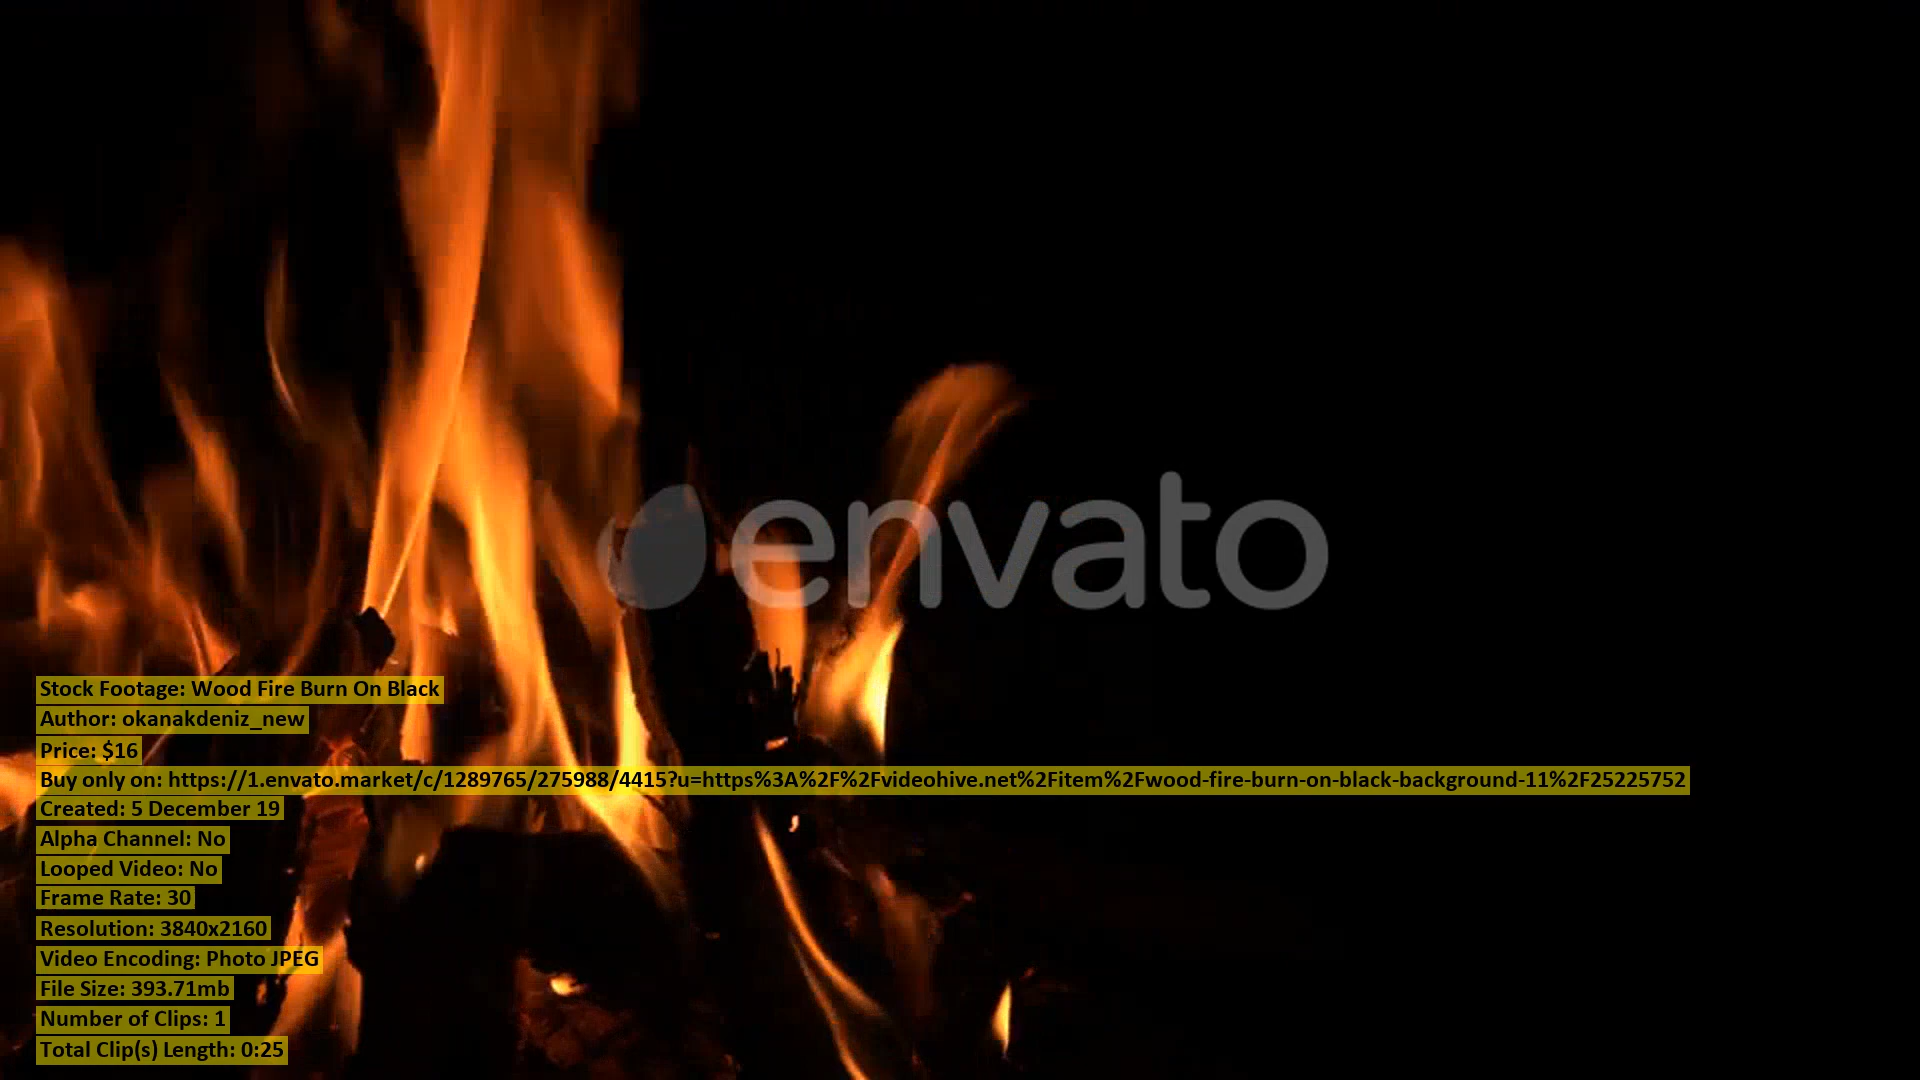 envato
Stock Footage: Wood Fire Burn On Black
Author: okanakdeniz_new
Price: $16
Buy only on: https://1.envato.market/c/1289765/275988/4415?u=https%3A%2F%2Fvideohive.net%2Fitem%2Fwood-fire-burn-on-black-background-11%2F25225752
Created: 5 December 19
Alpha Channel: No
Looped Video: No
Frame Rate: 30
Resolution: 3840x2160
Video Encoding: Photo JPEG
File Size: 393.71mb
Number of Clips: 1
Total Clip(s) Length: 0:25